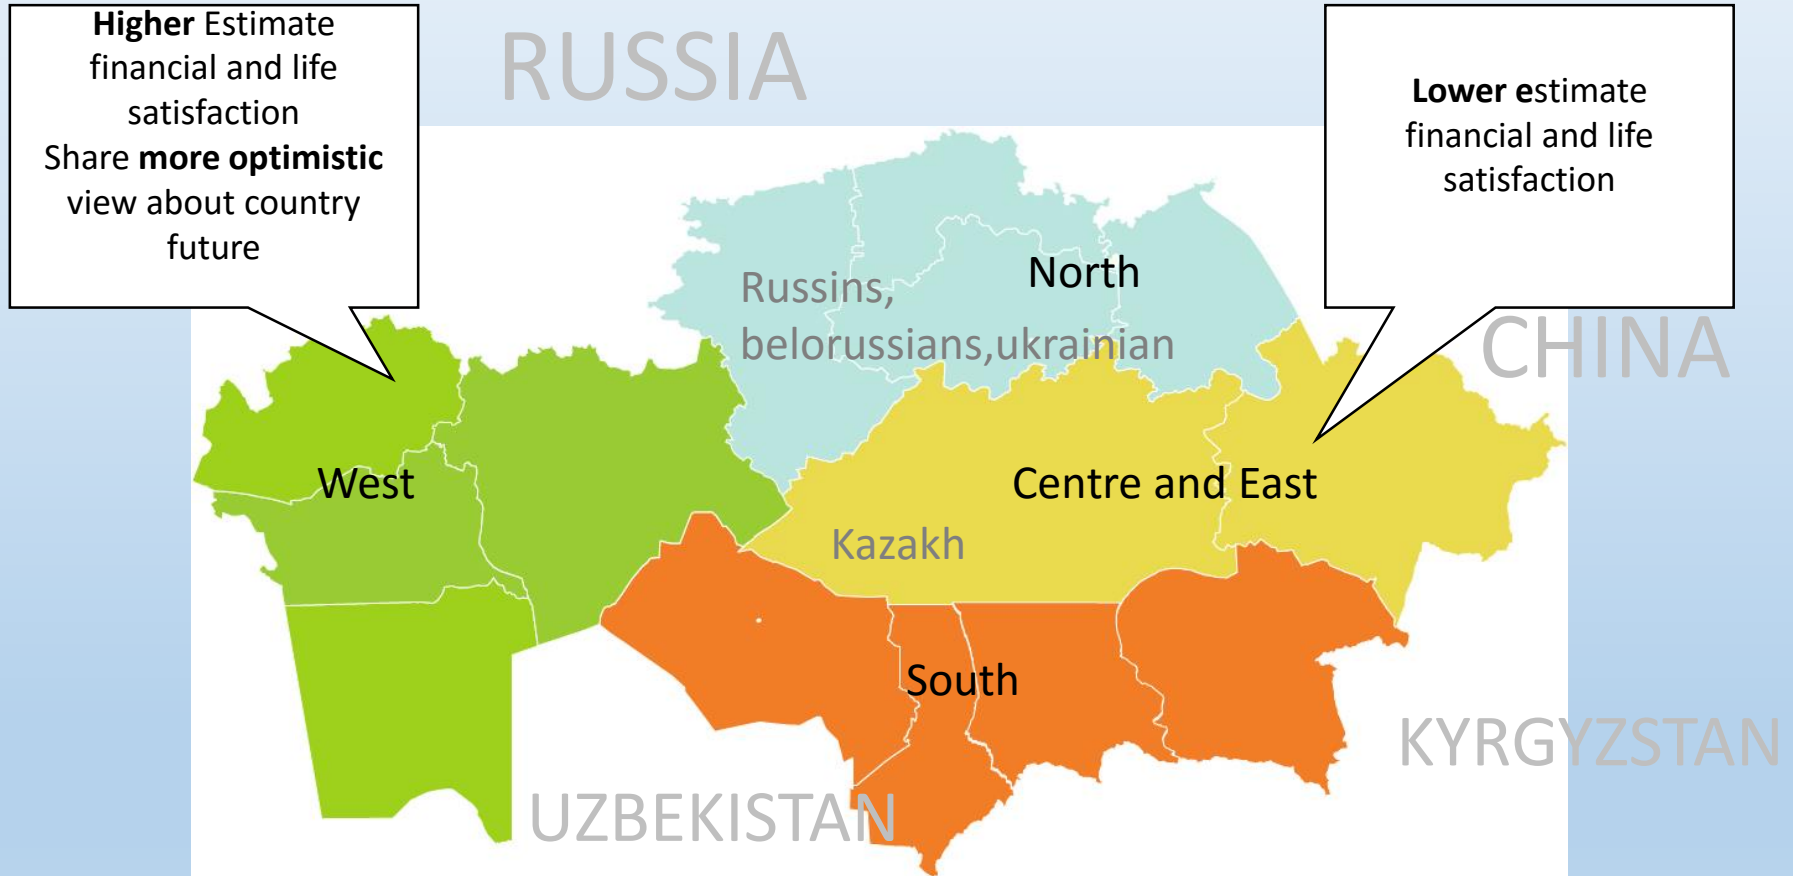 Higher Estimate
financial and life
satisfaction
Share more optimistic
view about country
future
RUSSIA
Lower estimate
financial and life
satisfaction
North
Russins,
belorussians,ukrainian
CHINA
West
Centre and East
Kazakh
South
KYRGYZSTAN
UZBEKISTAN